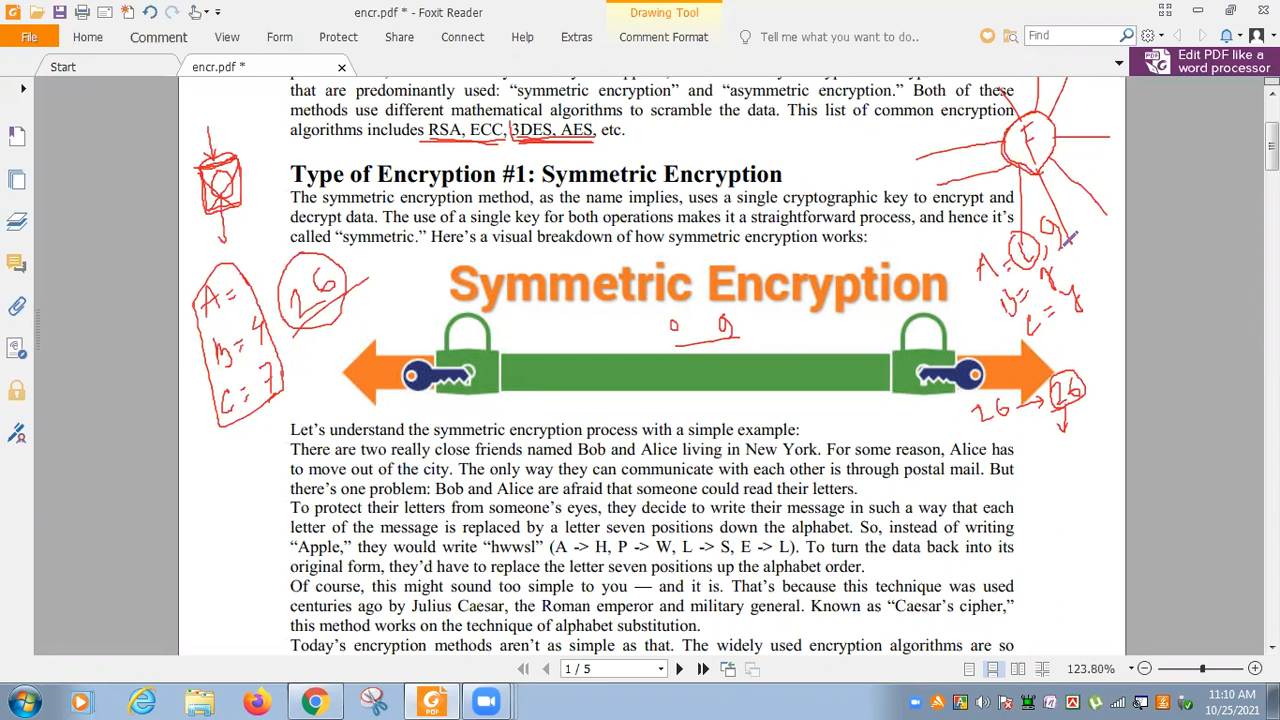 encr.pdf * - Foxit Reader
Drawing Tool
File Home Comment View Form Protect Share Connect Help Extras Comment Format Tell me what you want to do... Find
Start encr.pdf *
Edit PDF like a
word processor
that are predominantly used: “symmetric encryption” and “asymmetric encryption.” Both of these
methods use different mathematical algorithms to scramble the data. This list of common encryption
algorithms includes RSA, ECC, 3DES, AES, etc.
Type of Encryption #1: Symmetric Encryption
The symmetric encryption method, as the name implies, uses a single cryptographic key to encrypt and
decrypt data. The use of a single key for both operations makes it a straightforward process, and hence it’s
called “symmetric.” Here’s a visual breakdown of how symmetric encryption works:
E
A =
B = x
C = y
A =
B = 4
C = 7
26
Symmetric Encryption
26 → 26
Let’s understand the symmetric encryption process with a simple example:
There are two really close friends named Bob and Alice living in New York. For some reason, Alice has
to move out of the city. The only way they can communicate with each other is through postal mail. But
there’s one problem: Bob and Alice are afraid that someone could read their letters.
To protect their letters from someone’s eyes, they decide to write their message in such a way that each
letter of the message is replaced by a letter seven positions down the alphabet. So, instead of writing
“Apple,” they would write “hwwsl” (A -> H, P -> W, L -> S, E -> L). To turn the data back into its
original form, they’d have to replace the letter seven positions up the alphabet order.
Of course, this might sound too simple to you — and it is. That’s because this technique was used
centuries ago by Julius Caesar, the Roman emperor and military general. Known as “Caesar’s cipher,”
this method works on the technique of alphabet substitution.
Today’s encryption methods aren’t as simple as that. The widely used encryption algorithms are so
1 / 5
123.80%
11:10 AM
10/25/2021